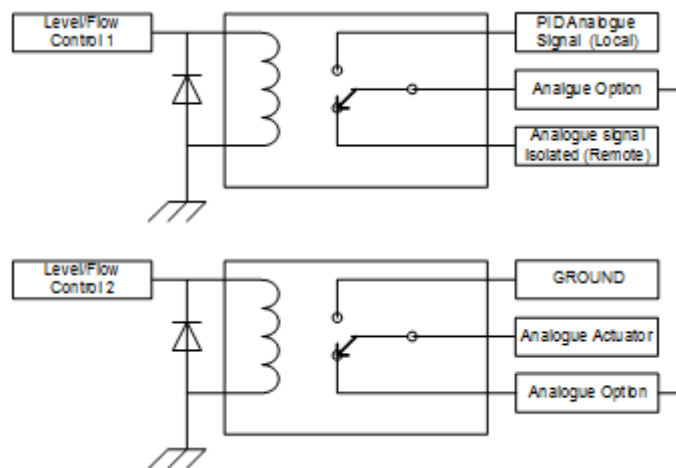 Level/Flow
Control 1
PID Analogue
Signal (Local)
Analgue Option
Analogue signal
Isolated (Remote)
Level/Flow
Control 2
GROUND
Analogue Actuator
Analogue Option